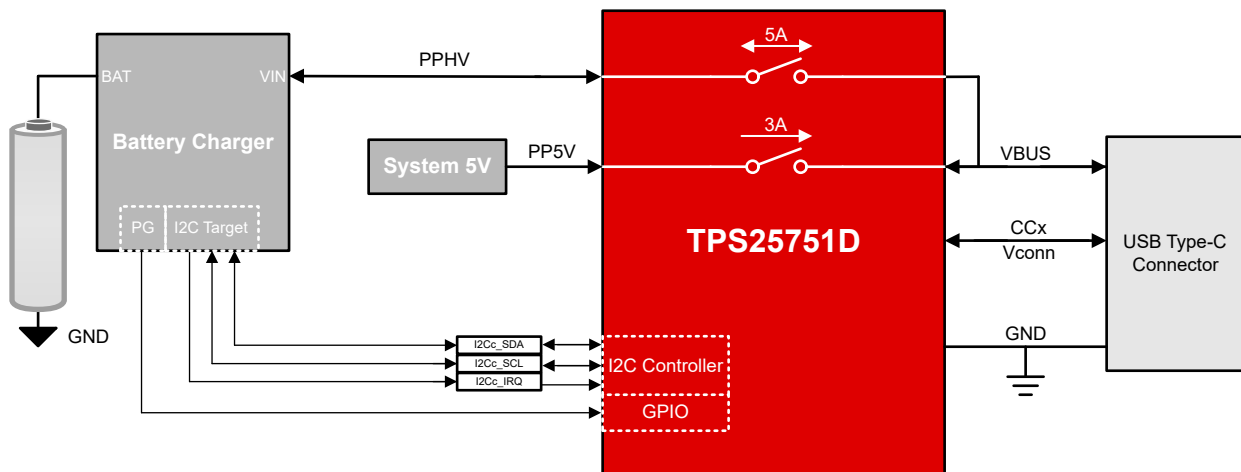 5A
PPHV
BAT
VIN
Battery Charger
3A
System 5V
PP5V
VBUS
PG
I2C Target
TPS25751D
CCx
Vconn
USB Type-C
Connector
GND
GND
I2Cc_SDA
I2Cc_SCL
I2Cc_IRQ
I2C Controller
GPIO